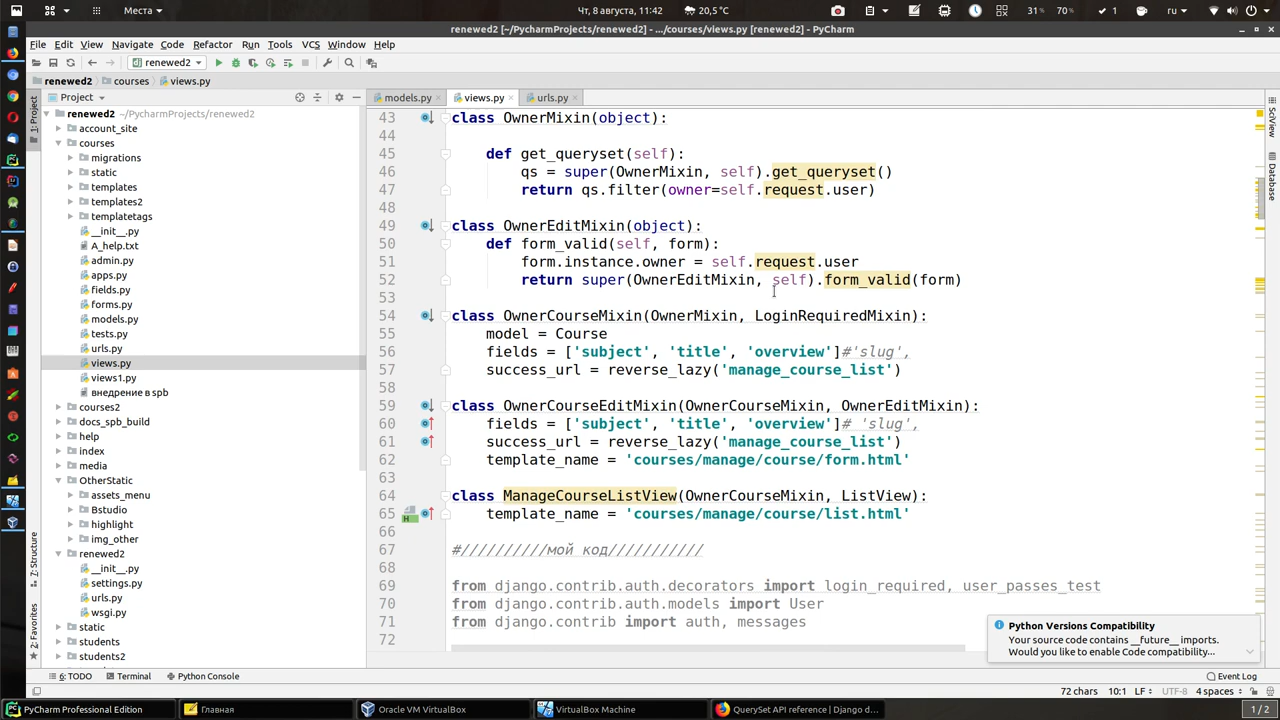 Места
Чт, 8 августа, 11:42
20,5 °C
31%
70%
1
ru
renewed2 [~/PycharmProjects/renewed2] - .../courses/views.py [renewed2] - PyCharm
File Edit View Navigate Code Refactor Run Tools VCS Window Help
renewed2
renewed2 courses views.py
Project
models.py views.py urls.py
1: Project
renewed2 ~/PycharmProjects/renewed2
account_site
courses
migrations
static
templates
templates2
templatetags
__init__.py
A_help.txt
admin.py
apps.py
fields.py
forms.py
models.py
tests.py
urls.py
views.py
views1.py
внедрение в spb
courses2
docs_spb_build
help
index
media
OtherStatic
assets_menu
Bstudio
highlight
img_other
renewed2
__init__.py
settings.py
urls.py
wsgi.py
static
students
students2
7: Structure
2: Favorites
43 class OwnerMixin(object):
44
45 def get_queryset(self):
46 qs = super(OwnerMixin, self).get_queryset()
47 return qs.filter(owner=self.request.user)
48
49 class OwnerEditMixin(object):
50 def form_valid(self, form):
51 form.instance.owner = self.request.user
52 return super(OwnerEditMixin, self).form_valid(form)
53
54 class OwnerCourseMixin(OwnerMixin, LoginRequiredMixin):
55 model = Course
56 fields = ['subject', 'title', 'overview']#'slug',
57 success_url = reverse_lazy('manage_course_list')
58
59 class OwnerCourseEditMixin(OwnerCourseMixin, OwnerEditMixin):
60 fields = ['subject', 'title', 'overview']# 'slug',
61 success_url = reverse_lazy('manage_course_list')
62 template_name = 'courses/manage/course/form.html'
63
64 class ManageCourseListView(OwnerCourseMixin, ListView):
65 template_name = 'courses/manage/course/list.html'
66
67 #//////////мой код///////////
68
69 from django.contrib.auth.decorators import login_required, user_passes_test
70 from django.contrib.auth.models import User
71 from django.contrib import auth, messages
72
SciView
Database
Python Versions Compatibility
Your source code contains __future__ imports.
Would you like to enable Code compatibility...
6: TODO Terminal Python Console Event Log
72 chars 10:1 LF UTF-8 4 spaces
PyCharm Professional Edition
Главная
Oracle VM VirtualBox
VirtualBox Machine
QuerySet API reference | Django d...
1 / 2